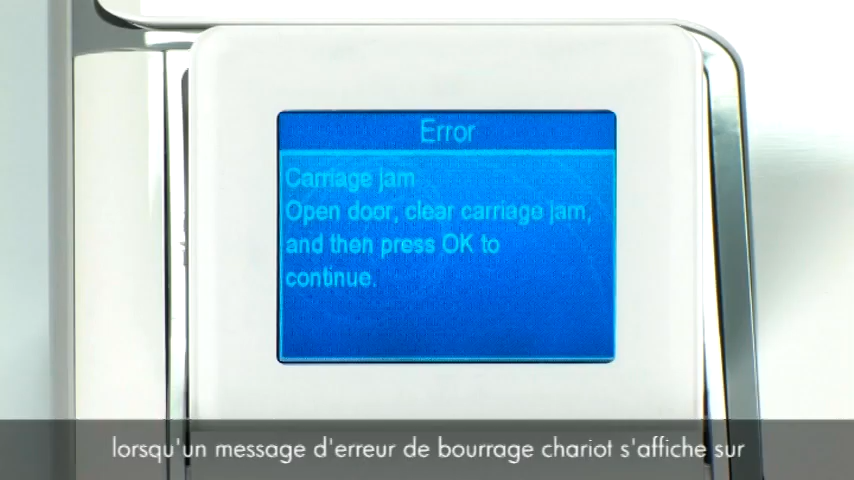 Error
Carriage jam
Open door, clear carriage jam,
and then press OK to
continue.
lorsqu'un message d'erreur de bourrage chariot s'affiche sur